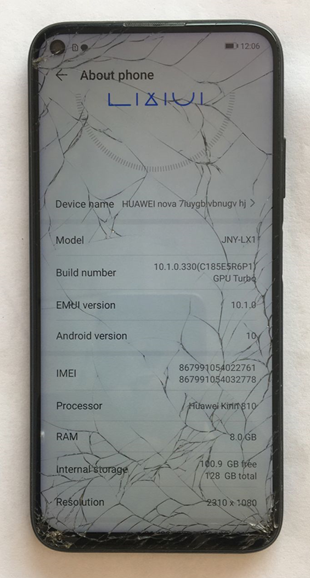 12:06
← About phone
EMUI
Device name HUAWEI nova 7Iuygbivbnugv hj >
Model JNY-LX1
Build number 10.1.0.330(C185E5R6P1)
GPU Turbo
EMUI version 10.1.0
Android version 10
IMEI 867991054022761
867991054032778
Processor Huawei Kirin 810
RAM 8.0 GB
Internal storage 100.9 GB free
128 GB total
Resolution 2310 x 1080